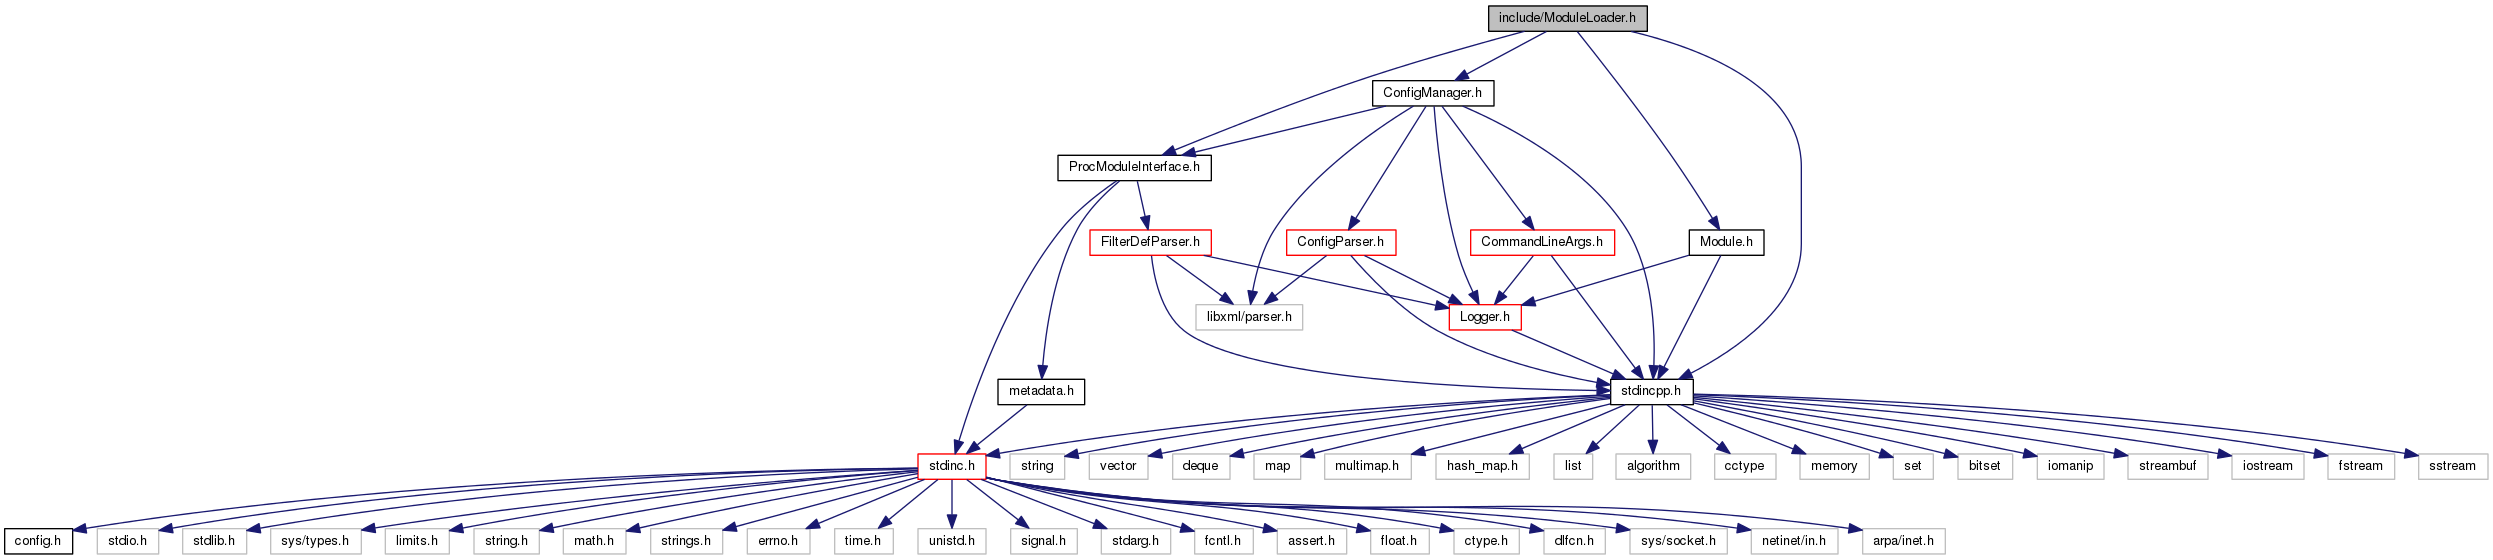 include/ModuleLoader.h
ConfigManager.h
ProcModuleInterface.h
FilterDefParser.h
ConfigParser.h
CommandLineArgs.h
Module.h
libxml/parser.h
Logger.h
metadata.h
stdincpp.h
stdinc.h
string
vector
deque
map
multimap.h
hash_map.h
list
algorithm
cctype
memory
set
bitset
iomanip
streambuf
iostream
fstream
sstream
config.h
stdio.h
stdlib.h
sys/types.h
limits.h
string.h
math.h
strings.h
errno.h
time.h
unistd.h
signal.h
stdarg.h
fcntl.h
assert.h
float.h
ctype.h
dlfcn.h
sys/socket.h
netinet/in.h
arpa/inet.h